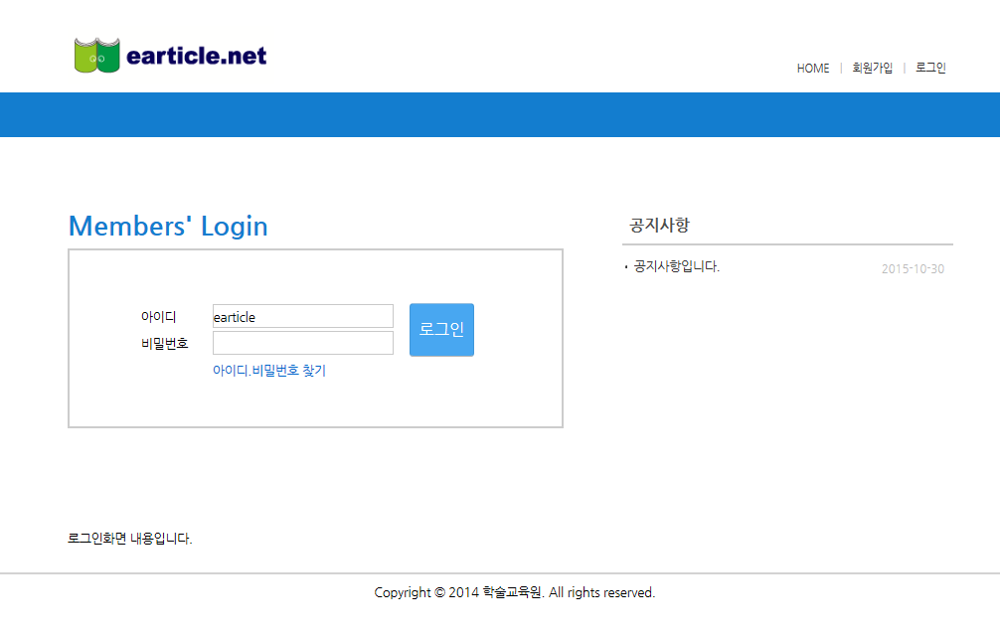 earticle.net
HOME | 회원가입 | 로그인
Members' Login
아이디 earticle
비밀번호
로그인
아이디.비밀번호 찾기
공지사항
· 공지사항입니다. 2015-10-30
로그인화면 내용입니다.
Copyright © 2014 학술교육원. All rights reserved.